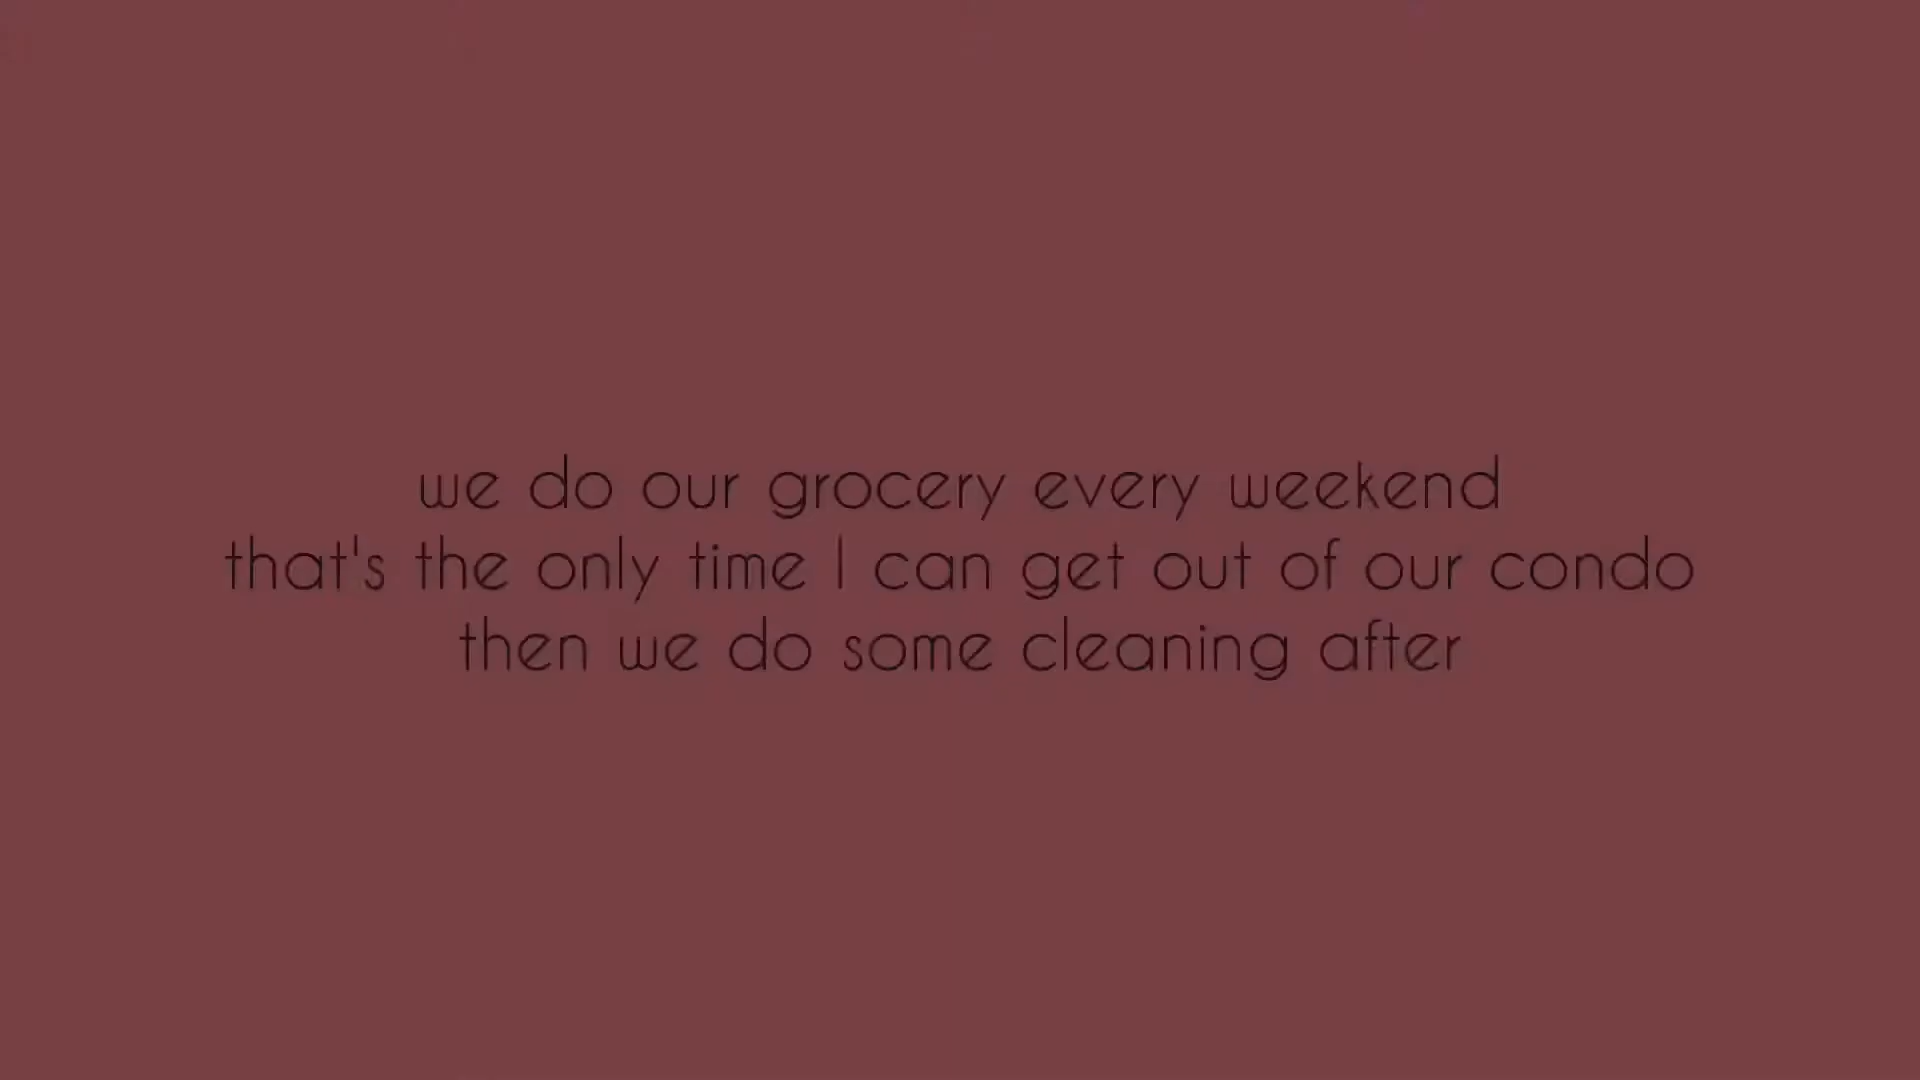 we do our grocery every weekend
that's the only time I can get out of our condo
then we do some cleaning after